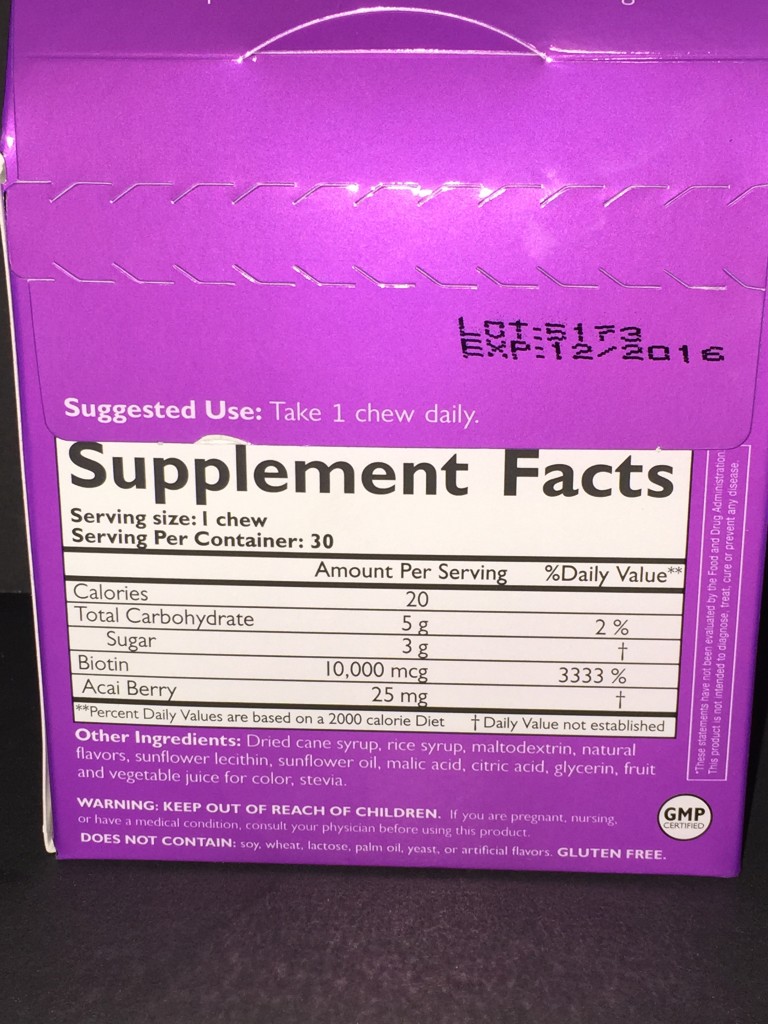 Lot:5173
EXP:12/2016
Suggested Use: Take 1 chew daily.
Supplement Facts
Serving size: 1 chew
Serving Per Container: 30
Amount Per Serving %Daily Value**
Calories 20
Total Carbohydrate 5 g 2 %
Sugar 3 g †
Biotin 10,000 mcg 3333 %
Acai Berry 25 mg †
**Percent Daily Values are based on a 2000 calorie Diet † Daily Value not established
Other Ingredients: Dried cane syrup, rice syrup, maltodextrin, natural
flavors, sunflower lecithin, sunflower oil, malic acid, citric acid, glycerin, fruit
and vegetable juice for color, stevia.
WARNING: KEEP OUT OF REACH OF CHILDREN. If you are pregnant, nursing,
or have a medical condition, consult your physician before using this product.
DOES NOT CONTAIN: soy, wheat, lactose, palm oil, yeast, or artificial flavors. GLUTEN FREE.
GMP
CERTIFIED
*These statements have not been evaluated by the Food and Drug Administration.
This product is not intended to diagnose, treat, cure or prevent any disease.